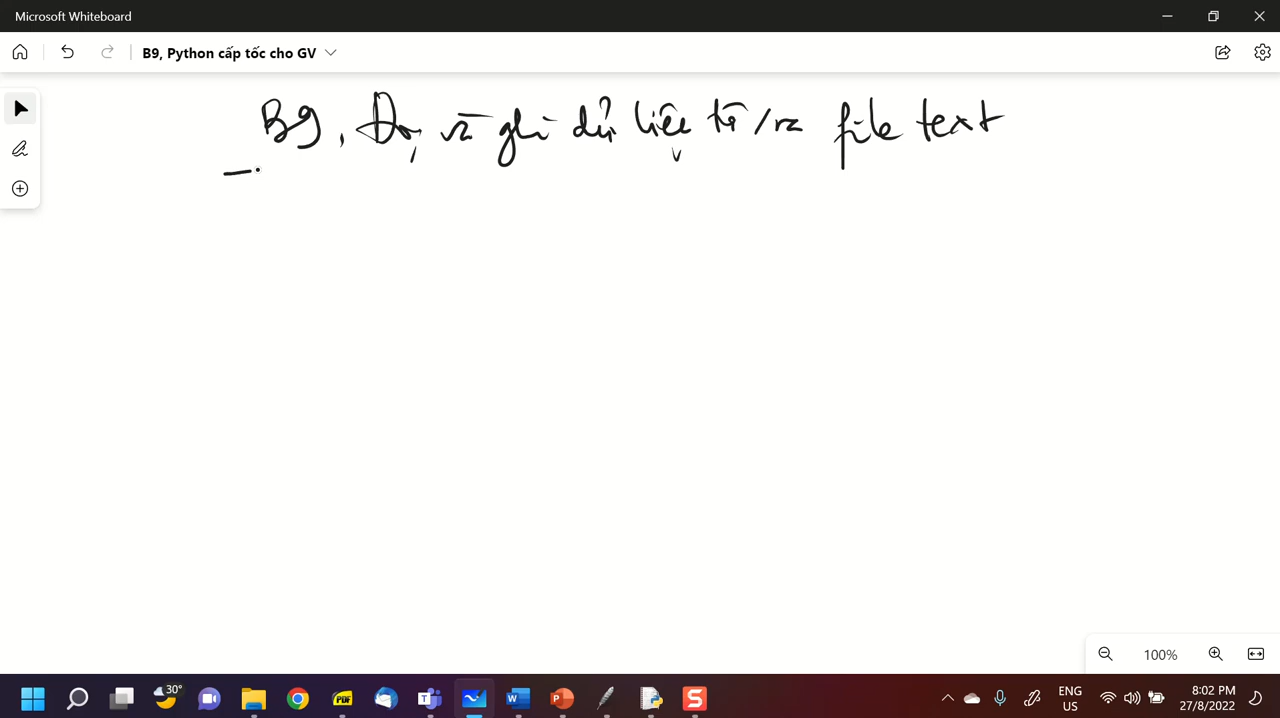 Microsoft Whiteboard
B9, Python cấp tốc cho GV
B9, Đọc và ghi dữ liệu từ/ra file text
100%
30°
ENG
US
8:02 PM
27/8/2022